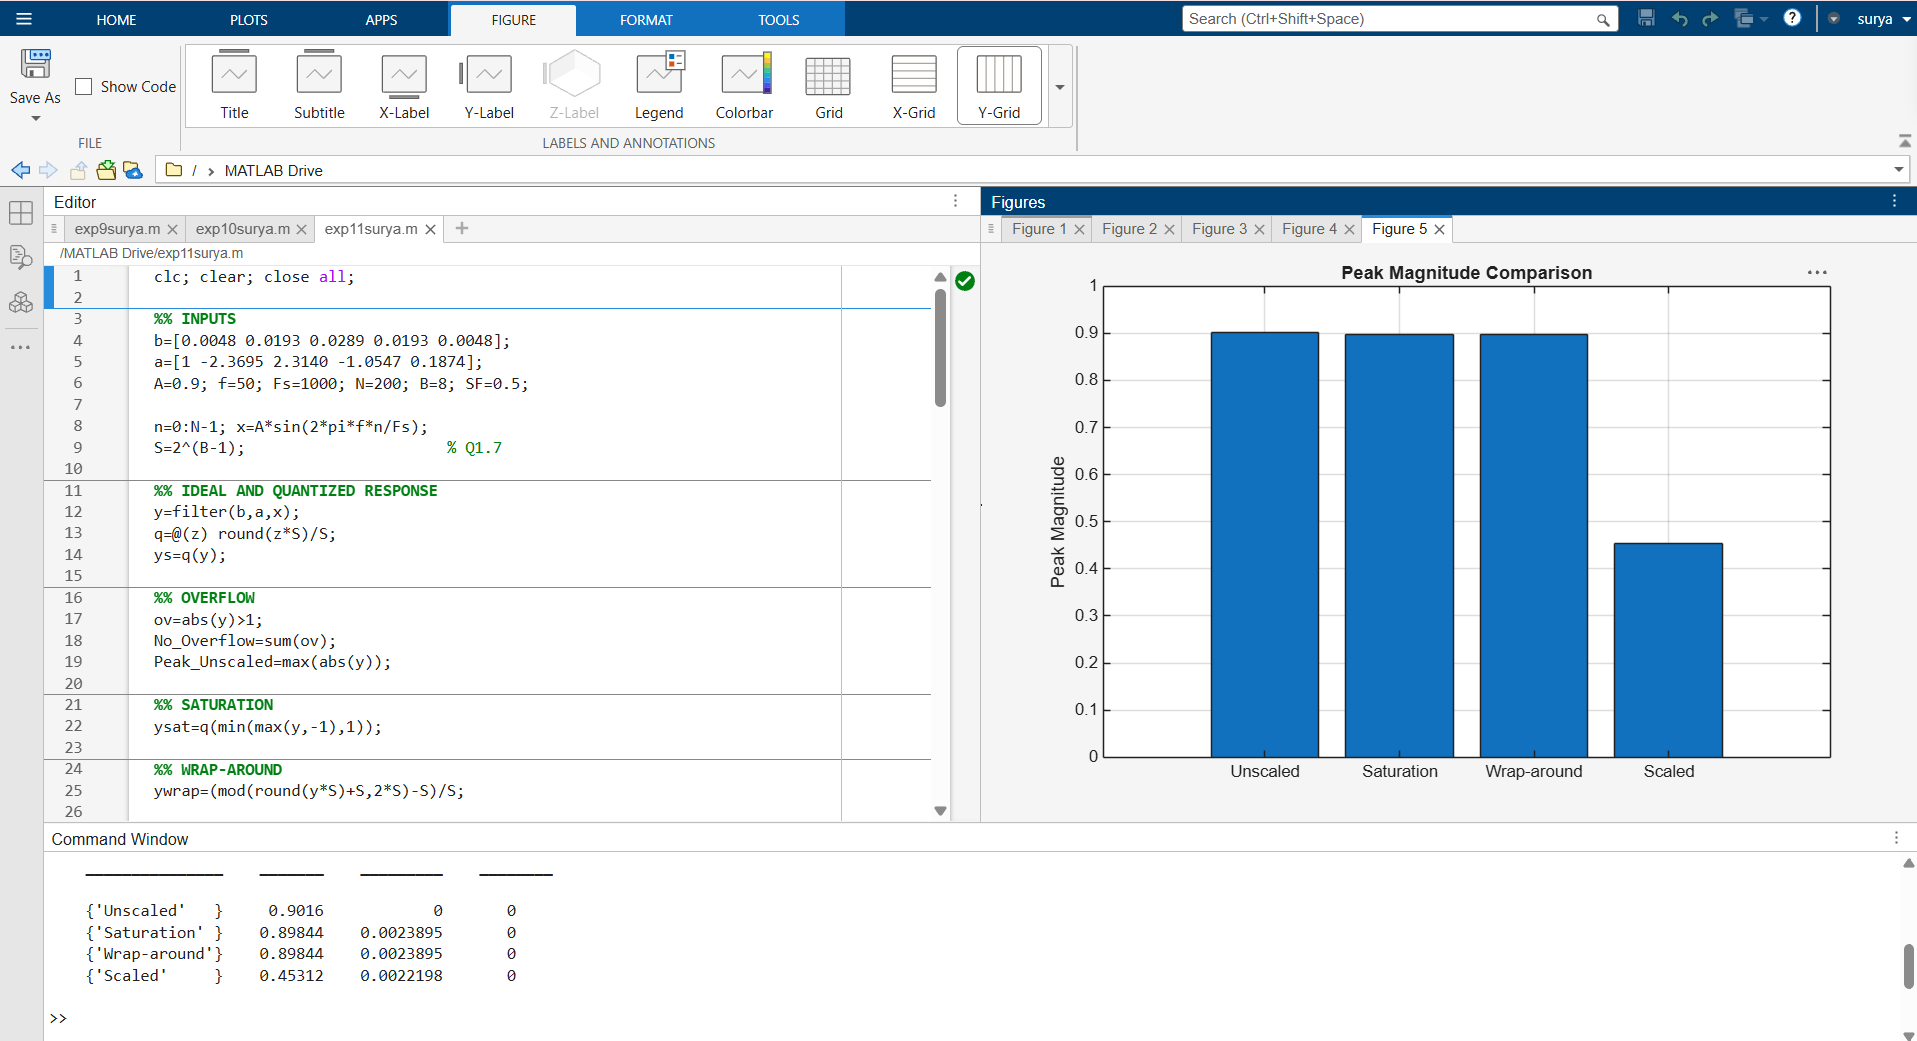 HOME PLOTS APPS FIGURE FORMAT TOOLS Search (Ctrl+Shift+Space) surya
Save As Show Code Title Subtitle X-Label Y-Label Z-Label Legend Colorbar Grid X-Grid Y-Grid
FILE LABELS AND ANNOTATIONS
/ › MATLAB Drive
Editor
exp9surya.m exp10surya.m exp11surya.m
/MATLAB Drive/exp11surya.m
1 clc; clear; close all;
2
3 %% INPUTS
4 b=[0.0048 0.0193 0.0289 0.0193 0.0048];
5 a=[1 -2.3695 2.3140 -1.0547 0.1874];
6 A=0.9; f=50; Fs=1000; N=200; B=8; SF=0.5;
7
8 n=0:N-1; x=A*sin(2*pi*f*n/Fs);
9 S=2^(B-1); % Q1.7
10
11 %% IDEAL AND QUANTIZED RESPONSE
12 y=filter(b,a,x);
13 q=@(z) round(z*S)/S;
14 ys=q(y);
15
16 %% OVERFLOW
17 ov=abs(y)>1;
18 No_Overflow=sum(ov);
19 Peak_Unscaled=max(abs(y));
20
21 %% SATURATION
22 ysat=q(min(max(y,-1),1));
23
24 %% WRAP-AROUND
25 ywrap=(mod(round(y*S)+S,2*S)-S)/S;
26
Figures
Figure 1 Figure 2 Figure 3 Figure 4 Figure 5
Peak Magnitude Comparison
Peak Magnitude
1
0.9
0.8
0.7
0.6
0.5
0.4
0.3
0.2
0.1
0
Unscaled Saturation Wrap-around Scaled
Command Window
{'Unscaled' } 0.9016 0 0
{'Saturation' } 0.89844 0.0023895 0
{'Wrap-around'} 0.89844 0.0023895 0
{'Scaled' } 0.45312 0.0022198 0
>>